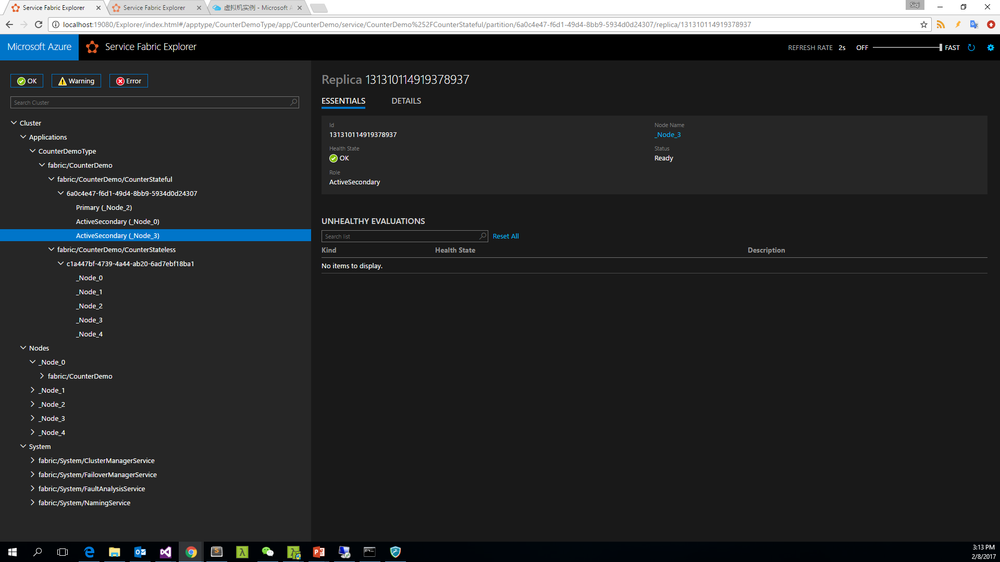 Service Fabric Explorer
Service Fabric Explorer
虚拟机实例 - Microsoft A
Siqi
localhost:19080/Explorer/index.html#/apptype/CounterDemoType/app/CounterDemo/service/CounterDemo%252FCounterStateful/partition/6a0c4e47-f6d1-49d4-8bb9-5934d0d24307/replica/131310114919378937
Microsoft Azure
Service Fabric Explorer
REFRESH RATE 2s OFF FAST
OK
Warning
Error
Search Cluster
Cluster
Applications
CounterDemoType
fabric:/CounterDemo
fabric:/CounterDemo/CounterStateful
6a0c4e47-f6d1-49d4-8bb9-5934d0d24307
Primary (_Node_2)
ActiveSecondary (_Node_0)
ActiveSecondary (_Node_3)
fabric:/CounterDemo/CounterStateless
c1a447bf-4739-4a44-ab20-6ad7ebf18ba1
_Node_0
_Node_1
_Node_2
_Node_3
_Node_4
Nodes
_Node_0
fabric:/CounterDemo
_Node_1
_Node_2
_Node_3
_Node_4
System
fabric:/System/ClusterManagerService
fabric:/System/FailoverManagerService
fabric:/System/FaultAnalysisService
fabric:/System/NamingService
Replica 131310114919378937
ESSENTIALS
DETAILS
Id
131310114919378937
Node Name
_Node_3
Health State
OK
Status
Ready
Role
ActiveSecondary
UNHEALTHY EVALUATIONS
Search list
Reset All
Kind
Health State
Description
No items to display.
3:13 PM
2/8/2017